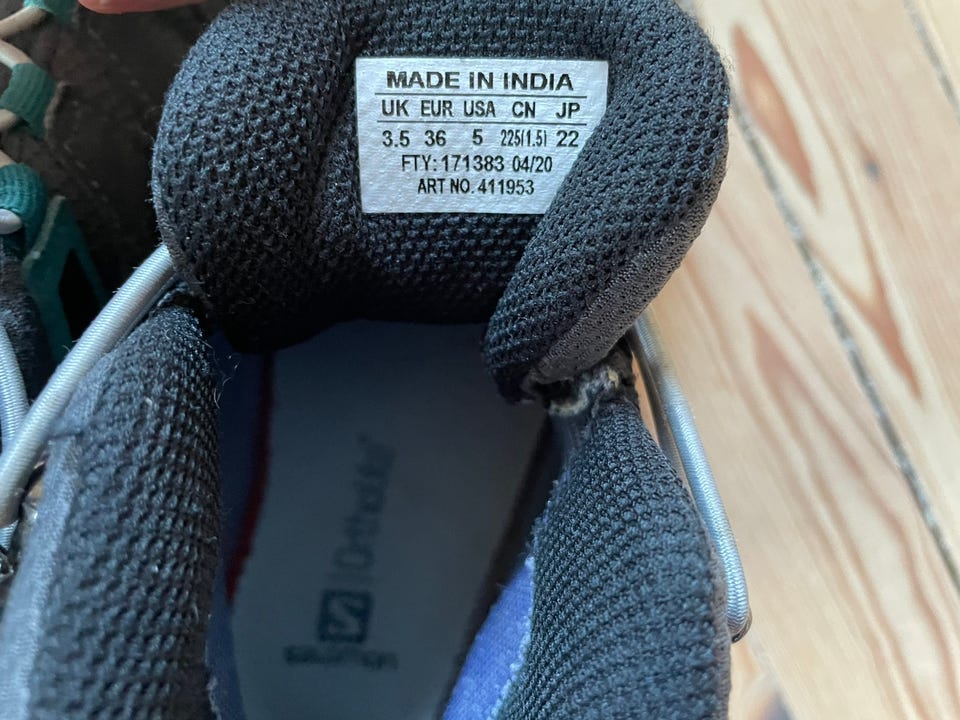 MADE IN INDIA
UK EUR USA CN JP
3.5 36 5 225(1.5) 22
FTY: 171383 04/20
ART NO. 411953
Ortholite